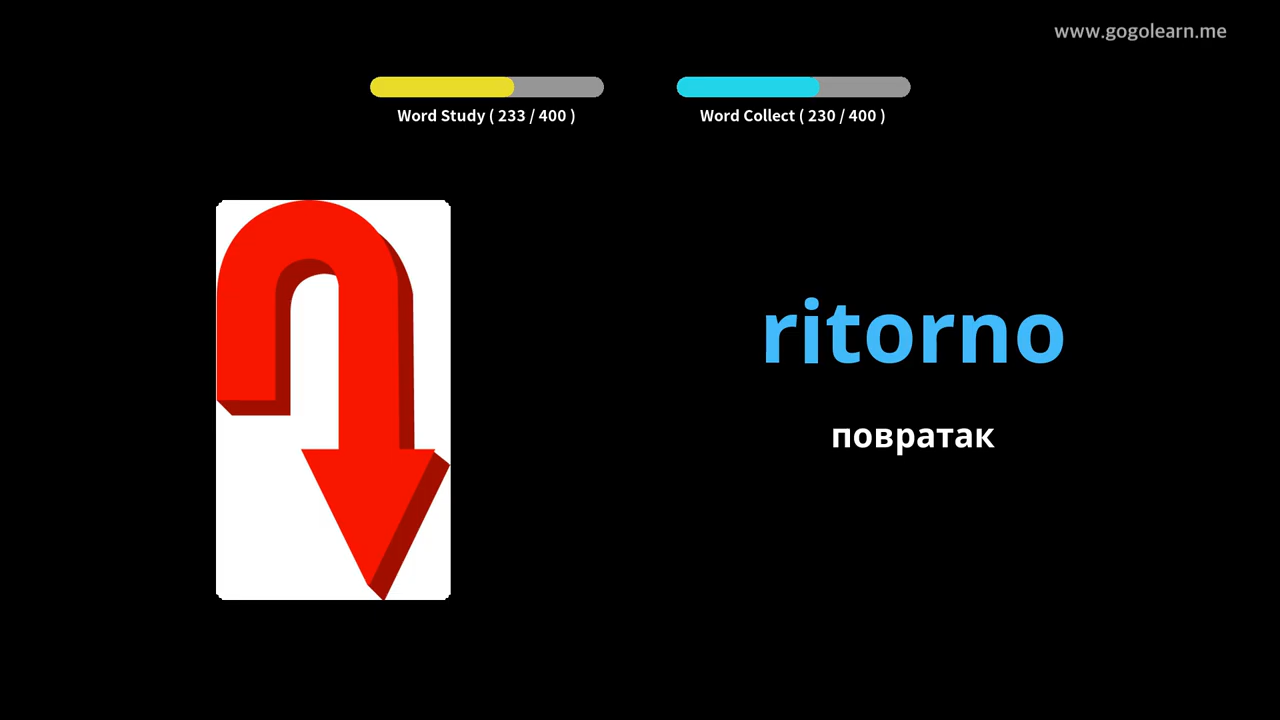 www.gogolearn.me
Word Study ( 233 / 400 )
Word Collect ( 230 / 400 )
ritorno
повратак